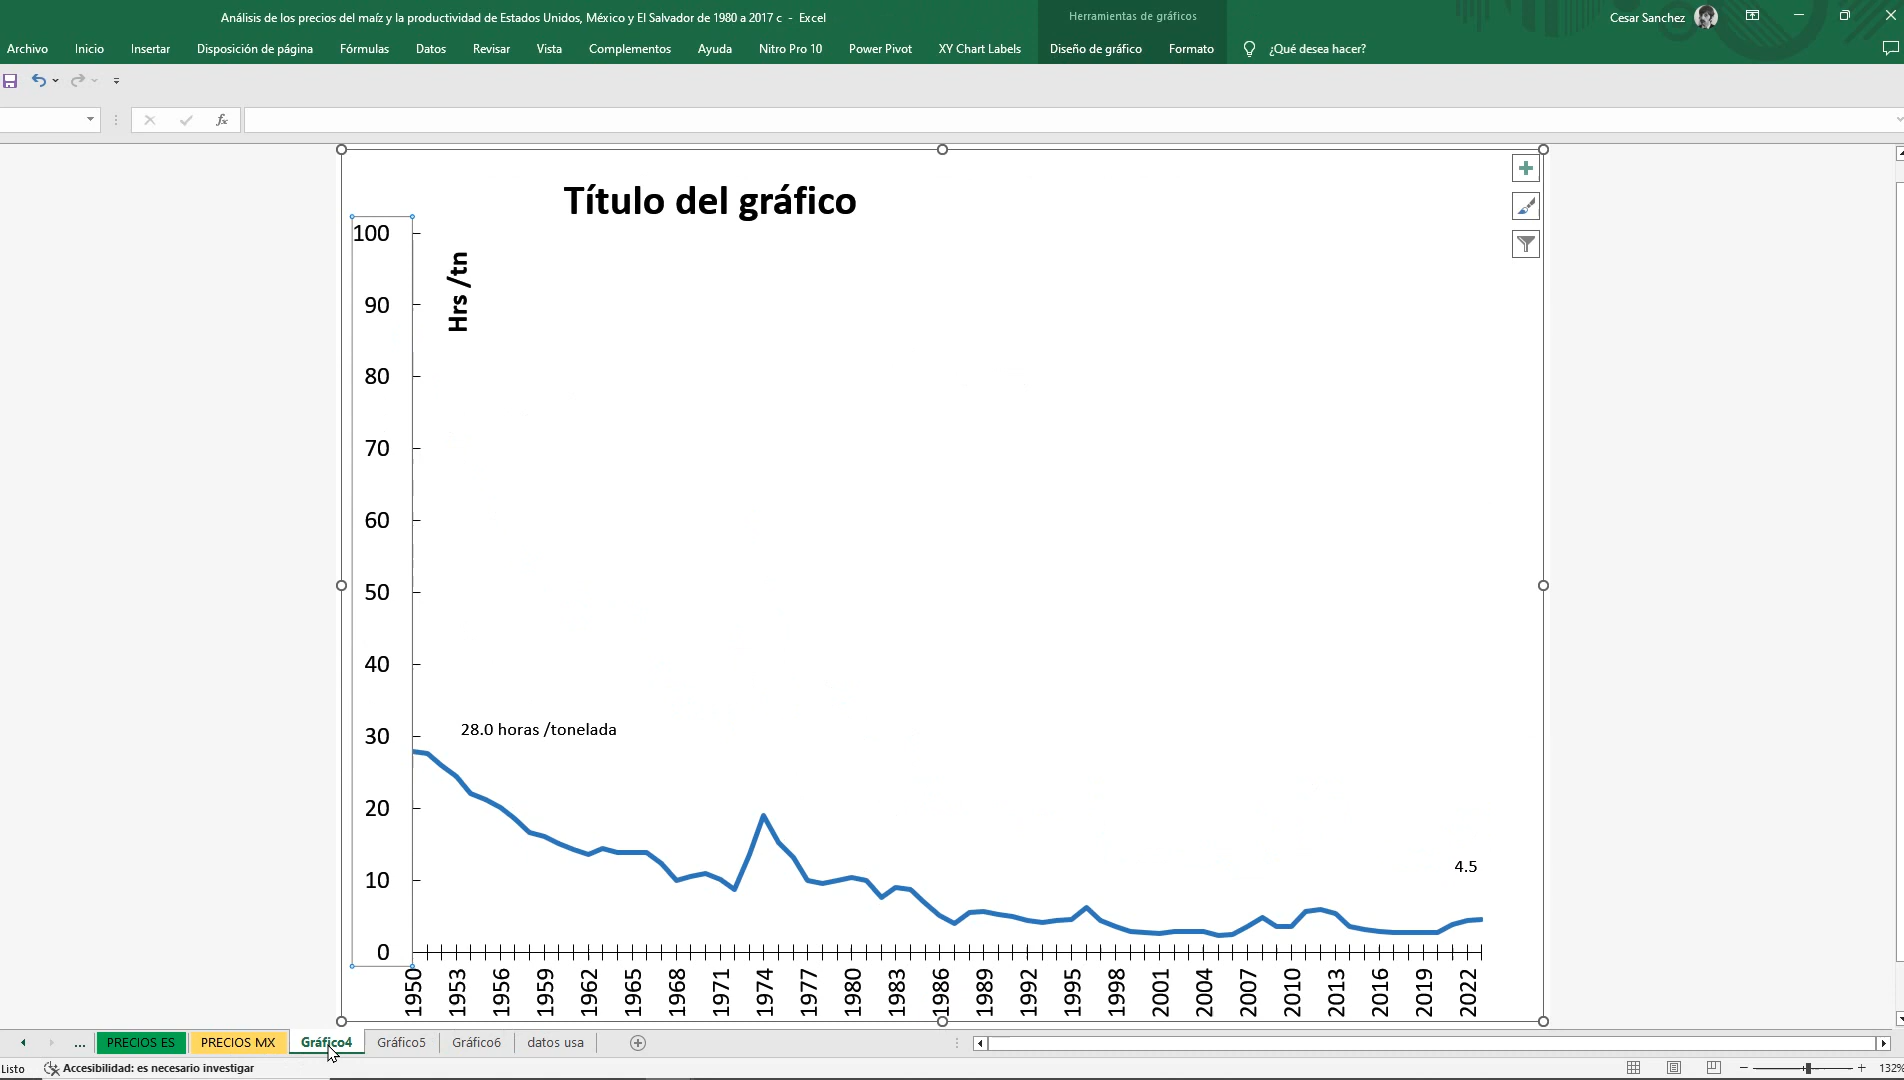 Análisis de los precios del maíz y la productividad de Estados Unidos, México y El Salvador de 1980 a 2017 c  -  Excel
Herramientas de gráficos
Cesar Sanchez
Archivo Inicio Insertar Disposición de página Fórmulas Datos Revisar Vista Complementos Ayuda Nitro Pro 10 Power Pivot XY Chart Labels Diseño de gráfico Formato ¿Qué desea hacer?
fx
Título del gráfico
Hrs /tn
100
90
80
70
60
50
40
30
20
10
0
28.0 horas /tonelada
4.5
1950 1953 1956 1959 1962 1965 1968 1971 1974 1977 1980 1983 1986 1989 1992 1995 1998 2001 2004 2007 2010 2013 2016 2019 2022
... PRECIOS ES PRECIOS MX Gráfico4 Gráfico5 Gráfico6 datos usa
Listo Accesibilidad: es necesario investigar 132%